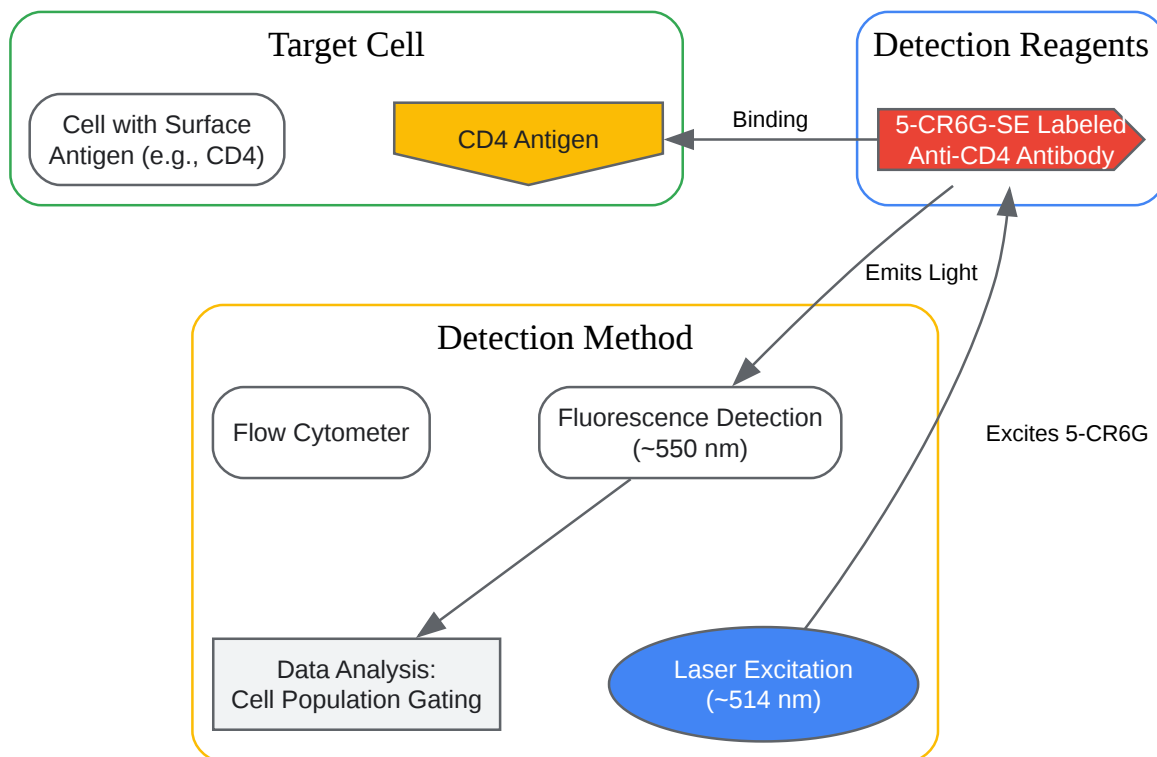 Target Cell
Detection Reagents
Cell with Surface
Antigen (e.g., CD4)
CD4 Antigen
Binding
5-CR6G-SE Labeled
Anti-CD4 Antibody
Emits Light
Detection Method
Flow Cytometer
Fluorescence Detection
(~550 nm)
Excites 5-CR6G
Data Analysis:
Cell Population Gating
Laser Excitation
(~514 nm)